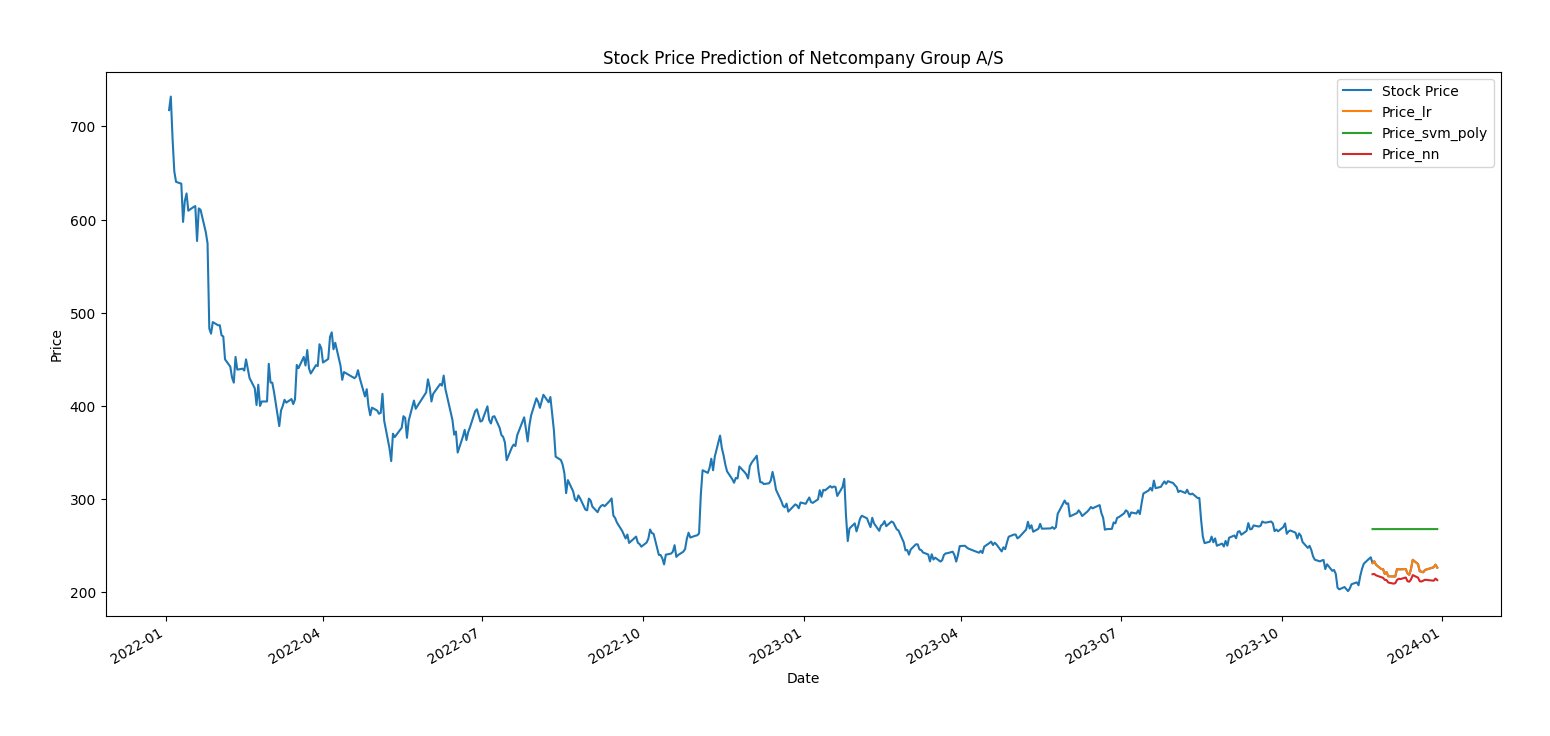 Stock Price Prediction of Netcompany Group A/S
Stock Price
Price_lr
Price_svm_poly
Price_nn
700
600
500
400
300
200
Price
2022-01
2022-04
2022-07
2022-10
2023-01
2023-04
2023-07
2023-10
2024-01
Date